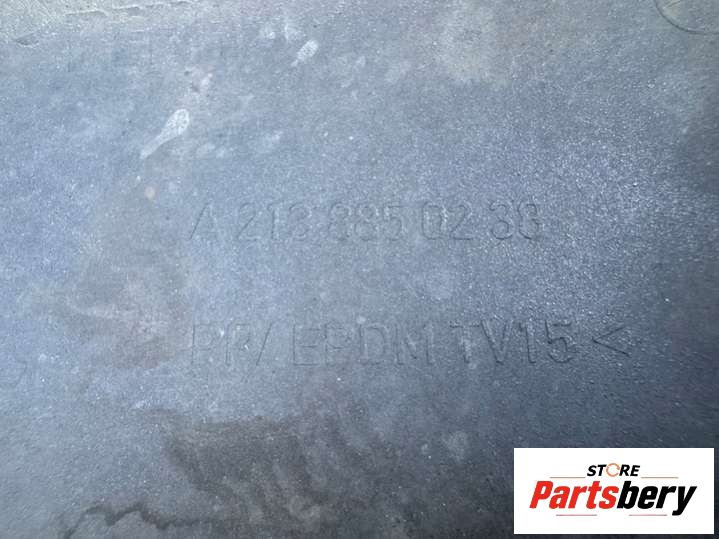 A 213 885 02 38
PP/EPDM TV15 <
STORE
Partsbery